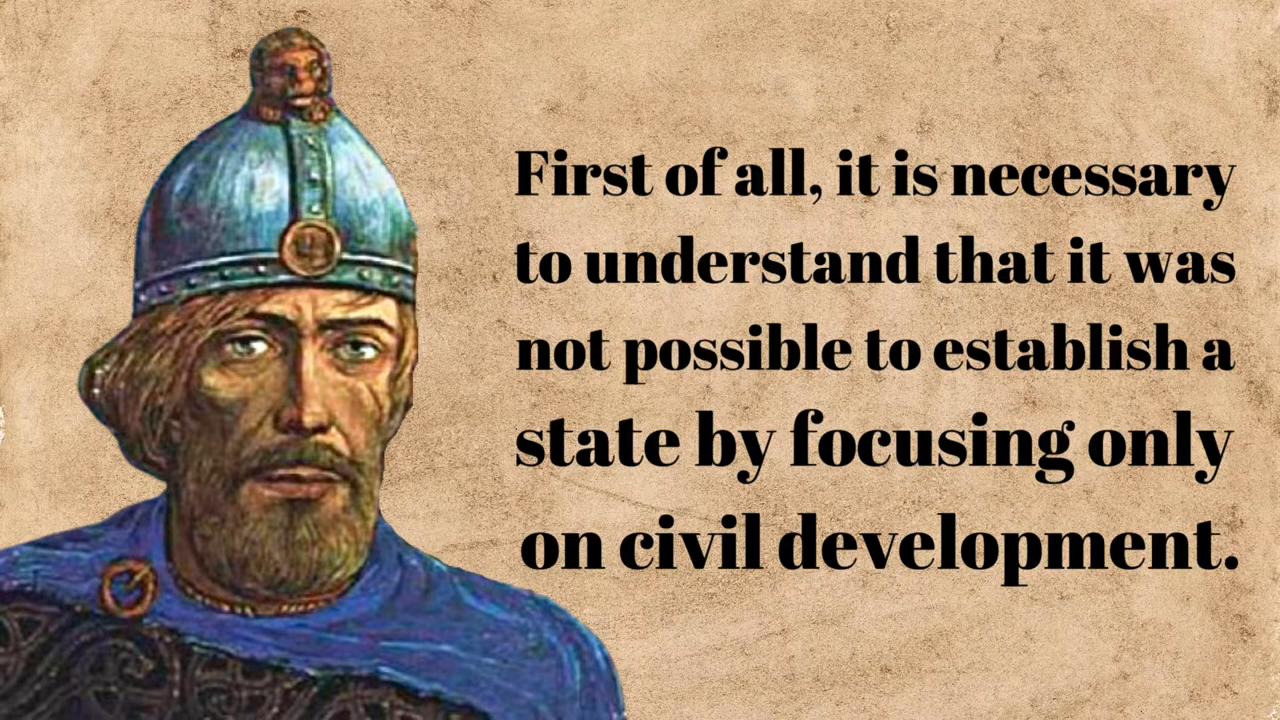 First of all, it is necessary
to understand that it was
not possible to establish a
state by focusing only
on civil development.